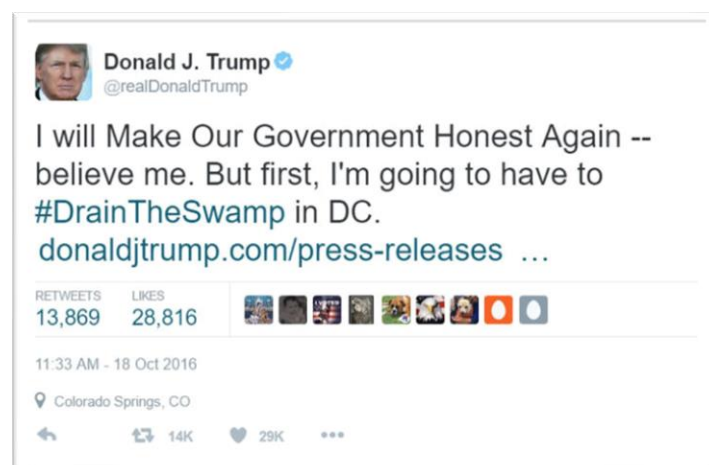 Donald J. Trump
@realDonaldTrump
I will Make Our Government Honest Again --
believe me. But first, I'm going to have to
#DrainTheSwamp in DC.
donaldjtrump.com/press-releases ...
RETWEETS LIKES
13,869 28,816
11:33 AM - 18 Oct 2016
Colorado Springs, CO
14K 29K